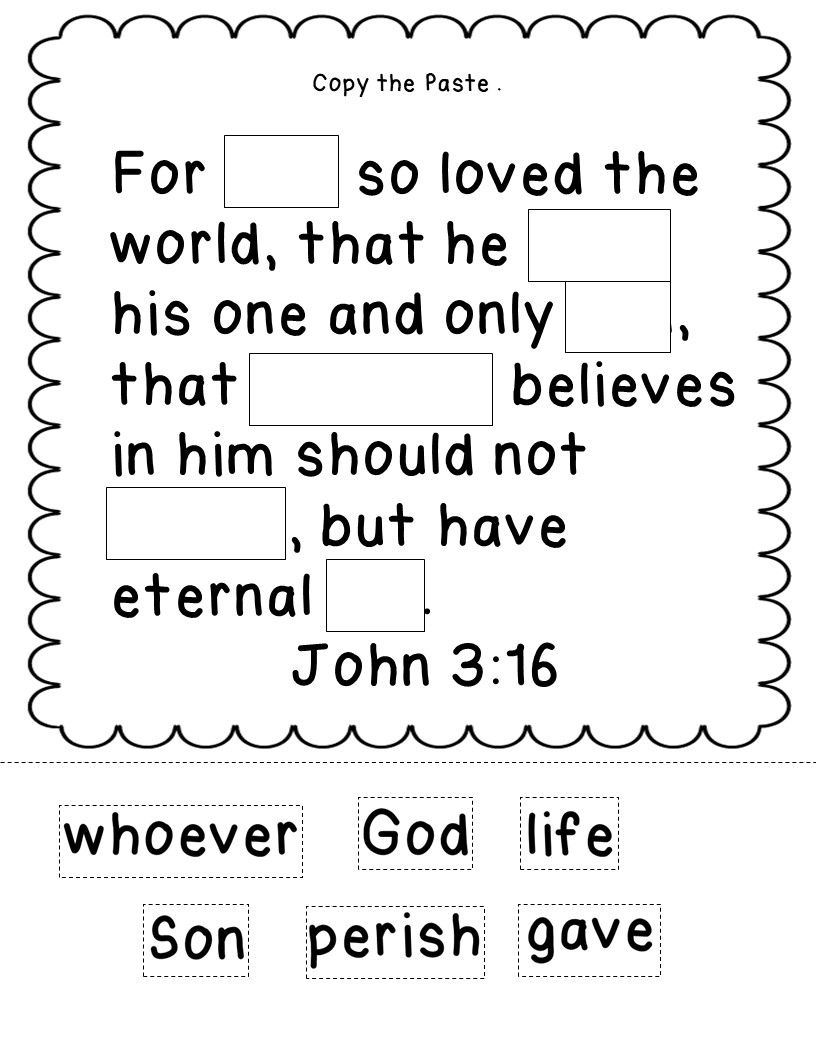 Copy the Paste .
For so loved the
world, that he
his one and only ,
that believes
in him should not
, but have
eternal .
John 3:16
whoever God life
Son perish gave